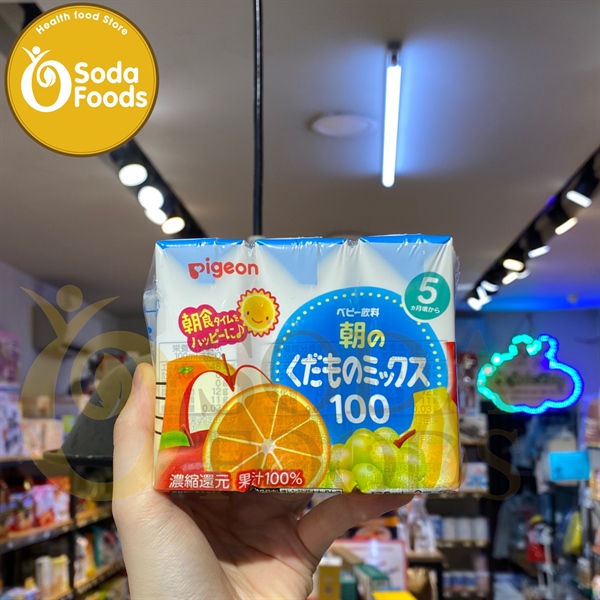 Health food Store
Soda
Foods
Pigeon
5
ヵ月頃から
朝食タイムを
ハッピーに♪
ベビー飲料
朝の
くだものミックス
100
濃縮還元 果汁100%